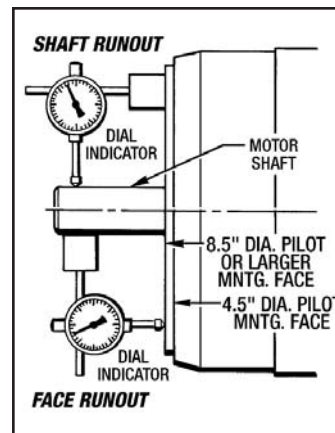 SHAFT RUNOUT
DIAL
INDICATOR
MOTOR
SHAFT
8.5" DIA. PILOT
OR LARGER
MNTG. FACE
4.5" DIA. PILOT
MNTG. FACE
DIAL
INDICATOR
FACE RUNOUT